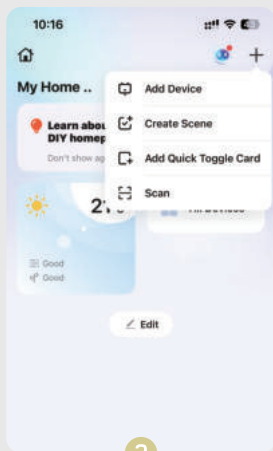 10:16
My Home ..
Add Device
Create Scene
Add Quick Toggle Card
Scan
Learn abou
DIY homep
Don't show ag
Good
Good
Edit